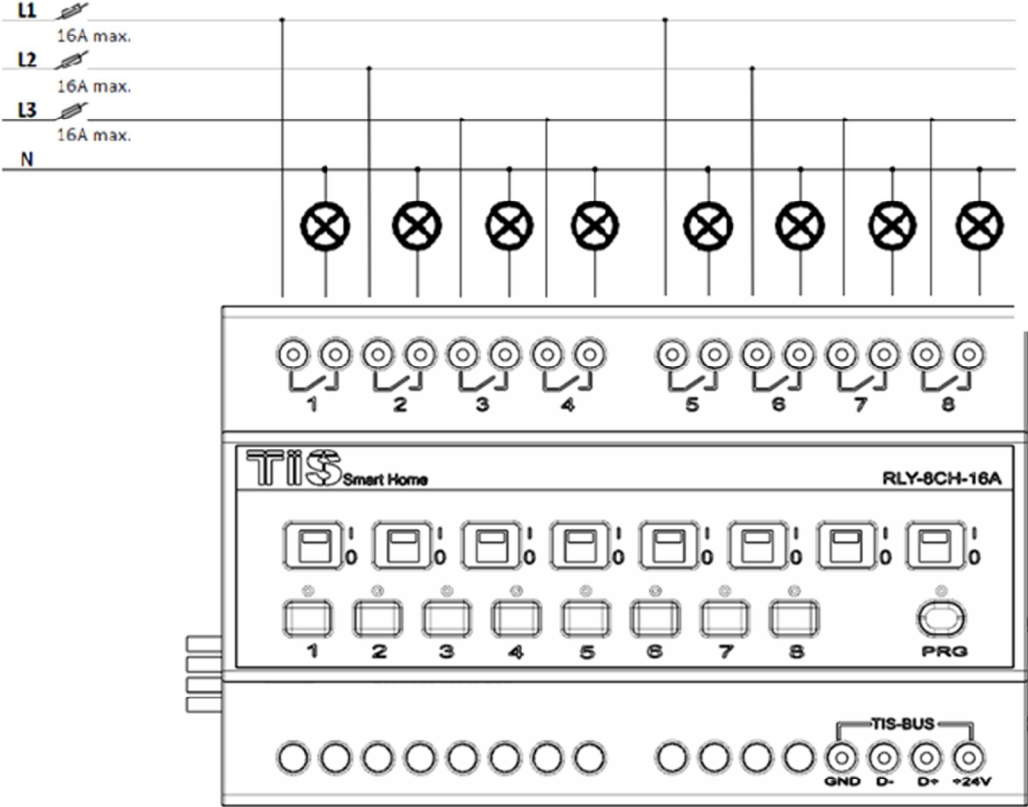 L1
16A max.
L2
16A max.
L3
16A max.
N
1 2 3 4 5 6 7 8
TIS Smart Home RLY-8CH-16A
I I I I I I I I
0 0 0 0 0 0 0 0
1 2 3 4 5 6 7 8 PRG
TIS-BUS
GND D- D+ +24V